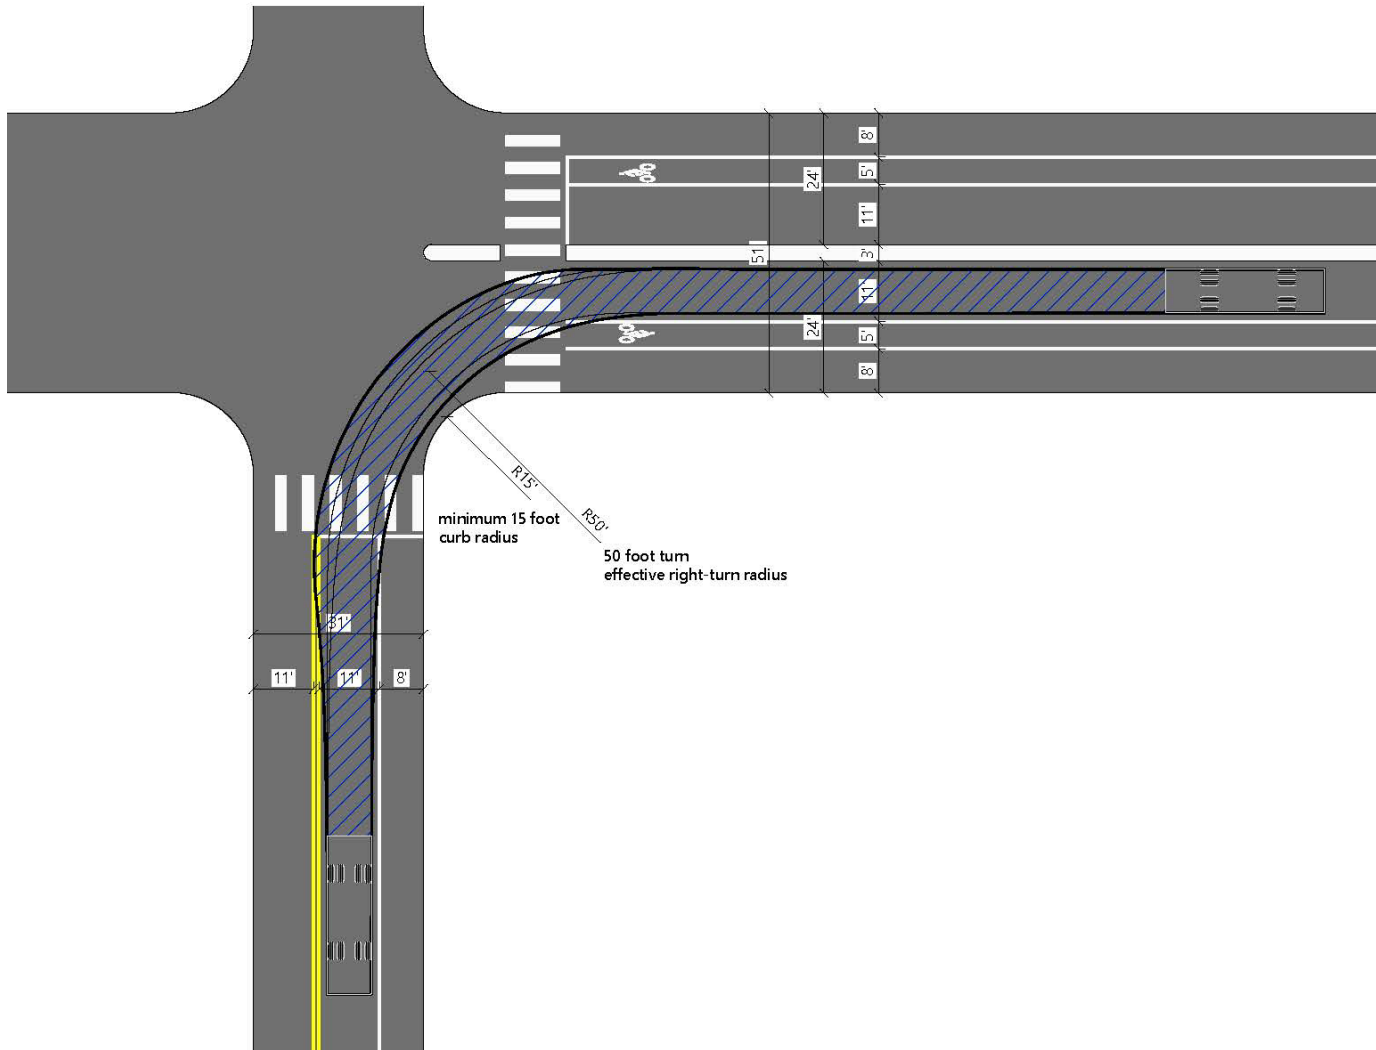 8'
5'
24'
11'
51
3'
11'
24'
5'
8'
R15'
R50'
minimum 15 foot
curb radius
50 foot turn
effective right-turn radius
31'
11'
11'
8'